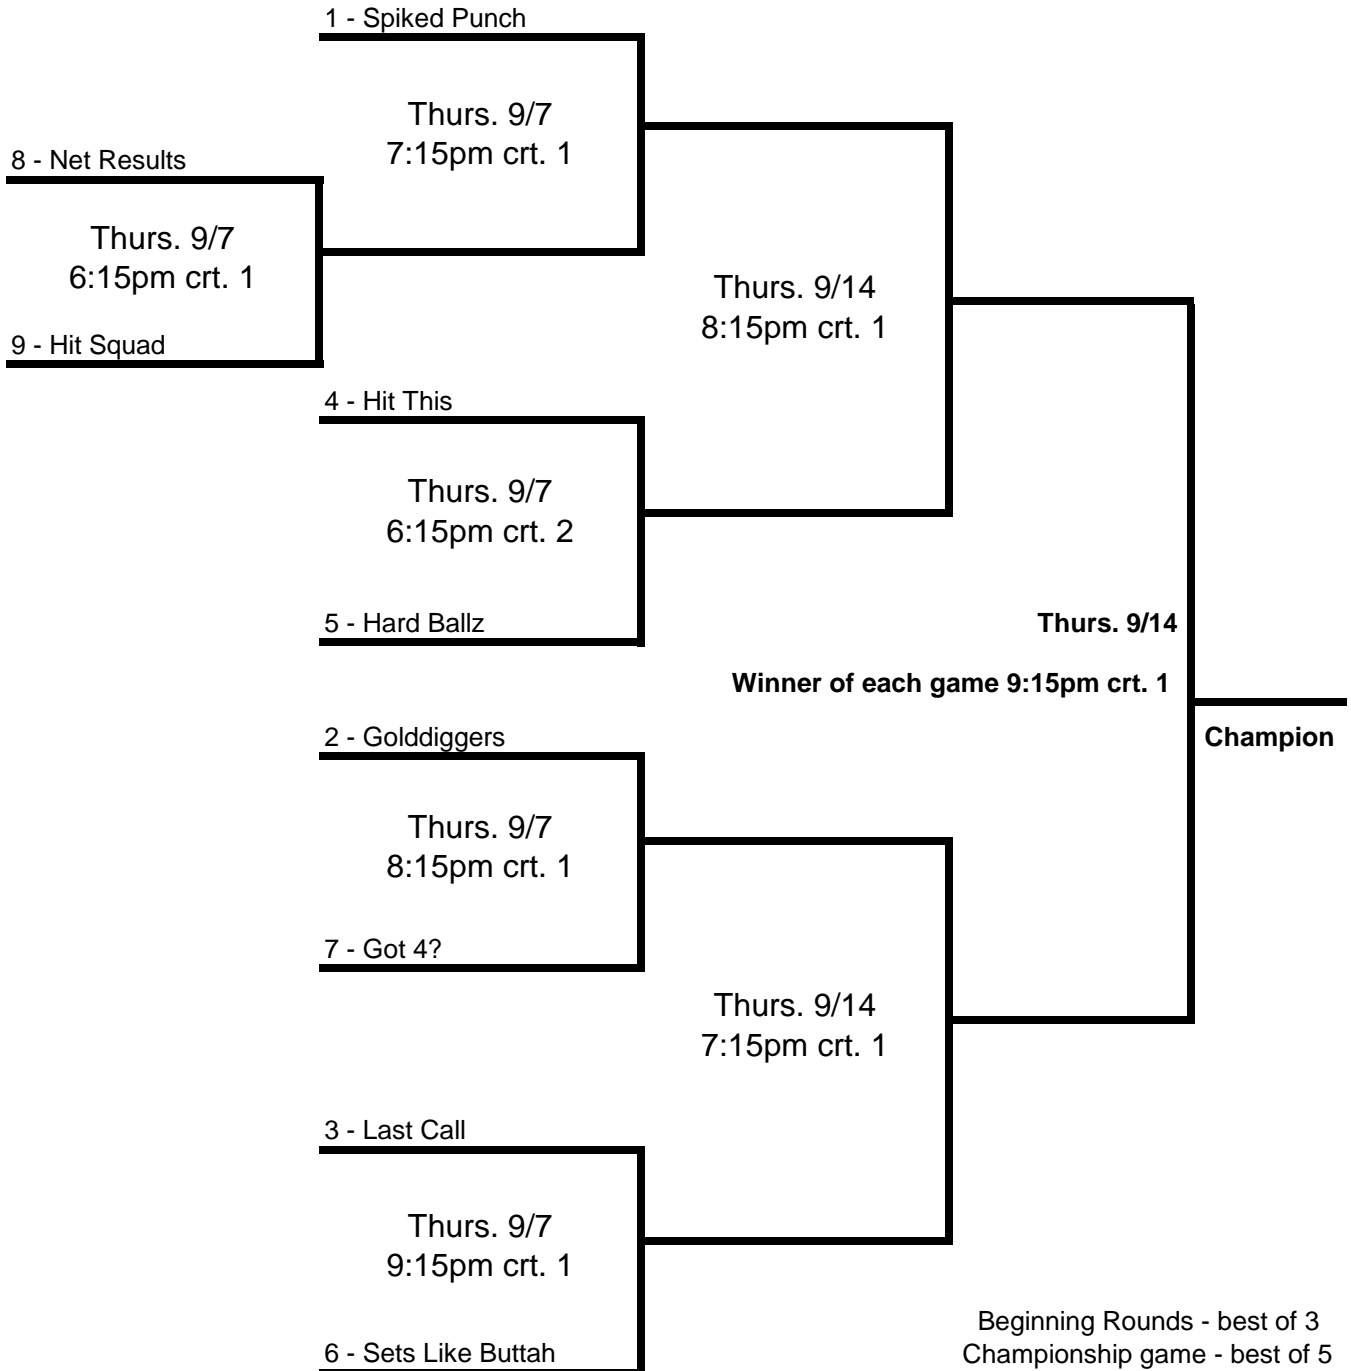 1 - Spiked Punch
Thurs. 9/7
7:15pm crt. 1
8 - Net Results
Thurs. 9/7
6:15pm crt. 1
9 - Hit Squad
Thurs. 9/14
8:15pm crt. 1
4 - Hit This
Thurs. 9/7
6:15pm crt. 2
5 - Hard Ballz
Thurs. 9/14
Winner of each game 9:15pm crt. 1
Champion
2 - Golddiggers
Thurs. 9/7
8:15pm crt. 1
7 - Got 4?
Thurs. 9/14
7:15pm crt. 1
3 - Last Call
Thurs. 9/7
9:15pm crt. 1
6 - Sets Like Buttah
Beginning Rounds - best of 3
Championship game - best of 5